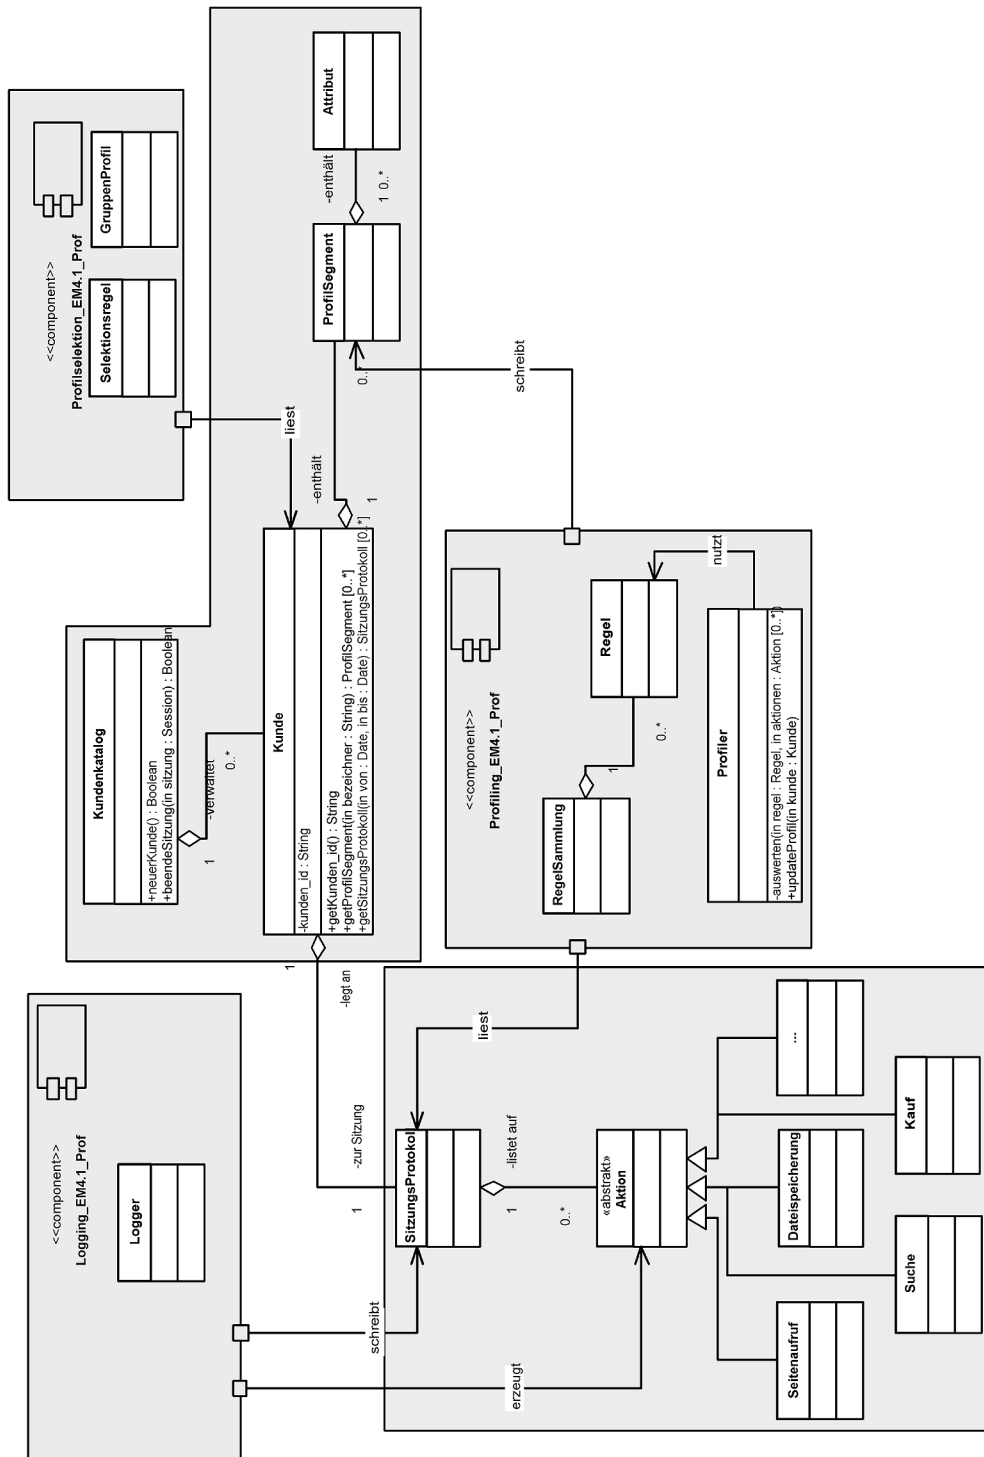 <<component>>
Logging_EM4.1_Prof
Logger
schreibt
erzeugt
Kundenkatalog
+neuerKunde() : Boolean
+beendeSitzung(in sitzung : Session) : Boolean
1
-verwaltet
0..*
Kunde
-kunden_id : String
+getKunden_id() : String
+getProfilSegment(in bezeichner : String) : ProfilSegment [0..*]
+getSitzungsProtokoll(in von : Date, in bis : Date) : SitzungsProtokoll [0..*]
1
-legt an
-zur Sitzung
1
-enthält
1
0..*
ProfilSegment
-enthält
1 0..*
Attribut
<<component>>
Profilselektion_EM4.1_Prof
Selektionsregel
GruppenProfil
liest
SitzungsProtokol
-listet auf
1
0..*
«abstrakt»
Aktion
Seitenaufruf
Suche
Dateispeicherung
Kauf
...
liest
<<component>>
Profiling_EM4.1_Prof
RegelSammlung
1
0..*
Regel
nutzt
Profiler
-auswerten(in regel : Regel, in aktionen : Aktion [0..*])
+updateProfil(in kunde : Kunde)
schreibt